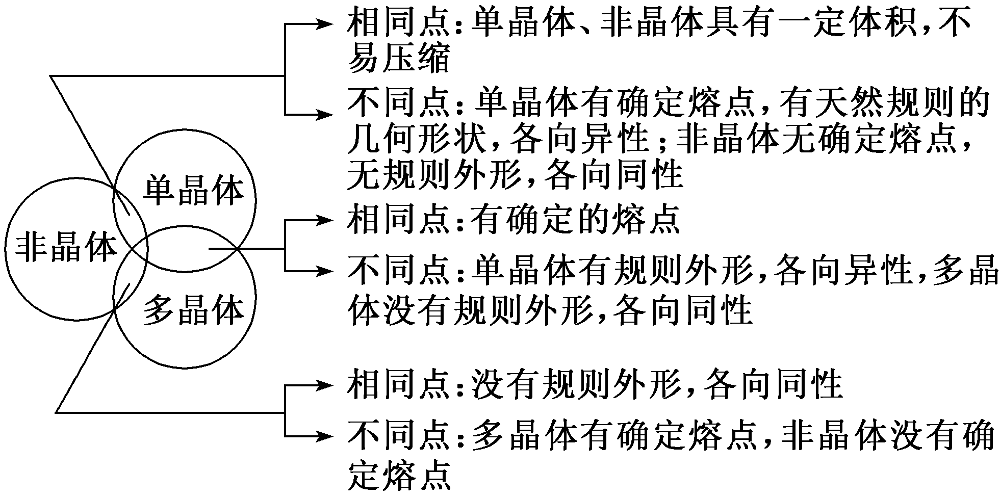 相同点:单晶体、非晶体具有一定体积,不
易压缩
不同点:单晶体有确定熔点,有天然规则的
几何形状,各向异性;非晶体无确定熔点,
无规则外形,各向同性
单晶体
相同点:有确定的熔点
非晶体
不同点:单晶体有规则外形,各向异性,多晶
体没有规则外形,各向同性
多晶体
相同点:没有规则外形,各向同性
不同点:多晶体有确定熔点,非晶体没有确
定熔点